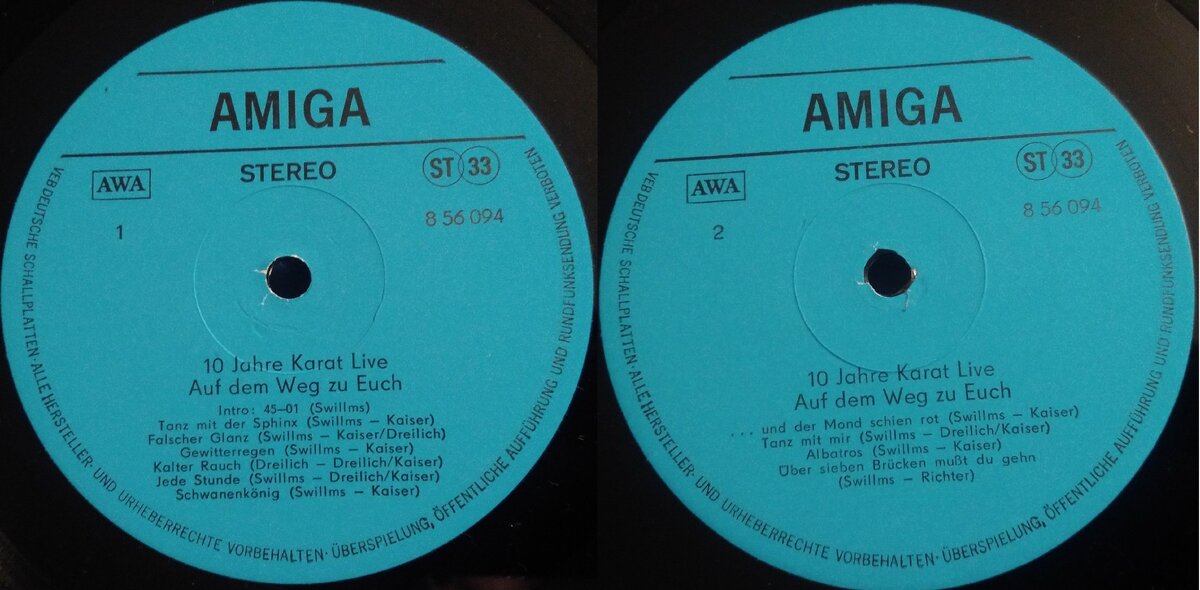 AMIGA
AWA
STEREO
ST 33
8 56 094
1
10 Jahre Karat Live
Auf dem Weg zu Euch
Intro: 45—01 (Swillms)
Tanz mit der Sphinx (Swillms — Kaiser)
Falscher Glanz (Swillms — Kaiser/Dreilich)
Gewitterregen (Swillms — Kaiser)
Kalter Rauch (Dreilich — Dreilich/Kaiser)
Jede Stunde (Swillms — Dreilich/Kaiser)
Schwanenkönig (Swillms — Kaiser)
VEB DEUTSCHE SCHALLPLATTEN · ALLE HERSTELLER- UND URHEBERRECHTE VORBEHALTEN · ÜBERSPIELUNG, ÖFFENTLICHE AUFFÜHRUNG UND RUNDFUNKSENDUNG VERBOTEN
AMIGA
AWA
STEREO
ST 33
8 56 094
2
10 Jahre Karat Live
Auf dem Weg zu Euch
. . . und der Mond schien rot (Swillms — Kaiser)
Tanz mit mir (Swillms — Dreilich/Kaiser)
Albatros (Swillms — Kaiser)
Über sieben Brücken mußt du gehn
(Swillms — Richter)
VEB DEUTSCHE SCHALLPLATTEN · ALLE HERSTELLER- UND URHEBERRECHTE VORBEHALTEN · ÜBERSPIELUNG, ÖFFENTLICHE AUFFÜHRUNG UND RUNDFUNKSENDUNG VERBOTEN